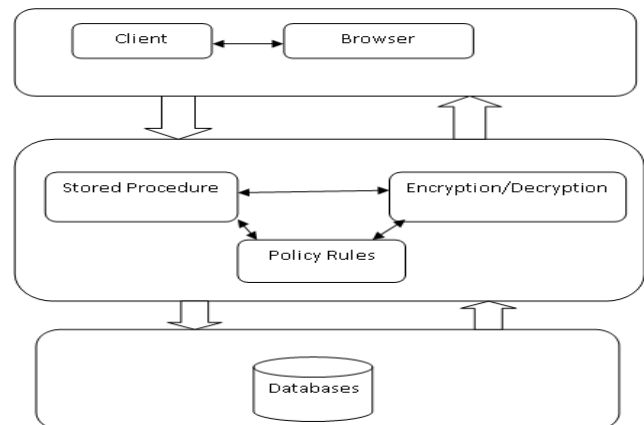 Client
Browser
Stored Procedure
Encryption/Decryption
Policy Rules
Databases